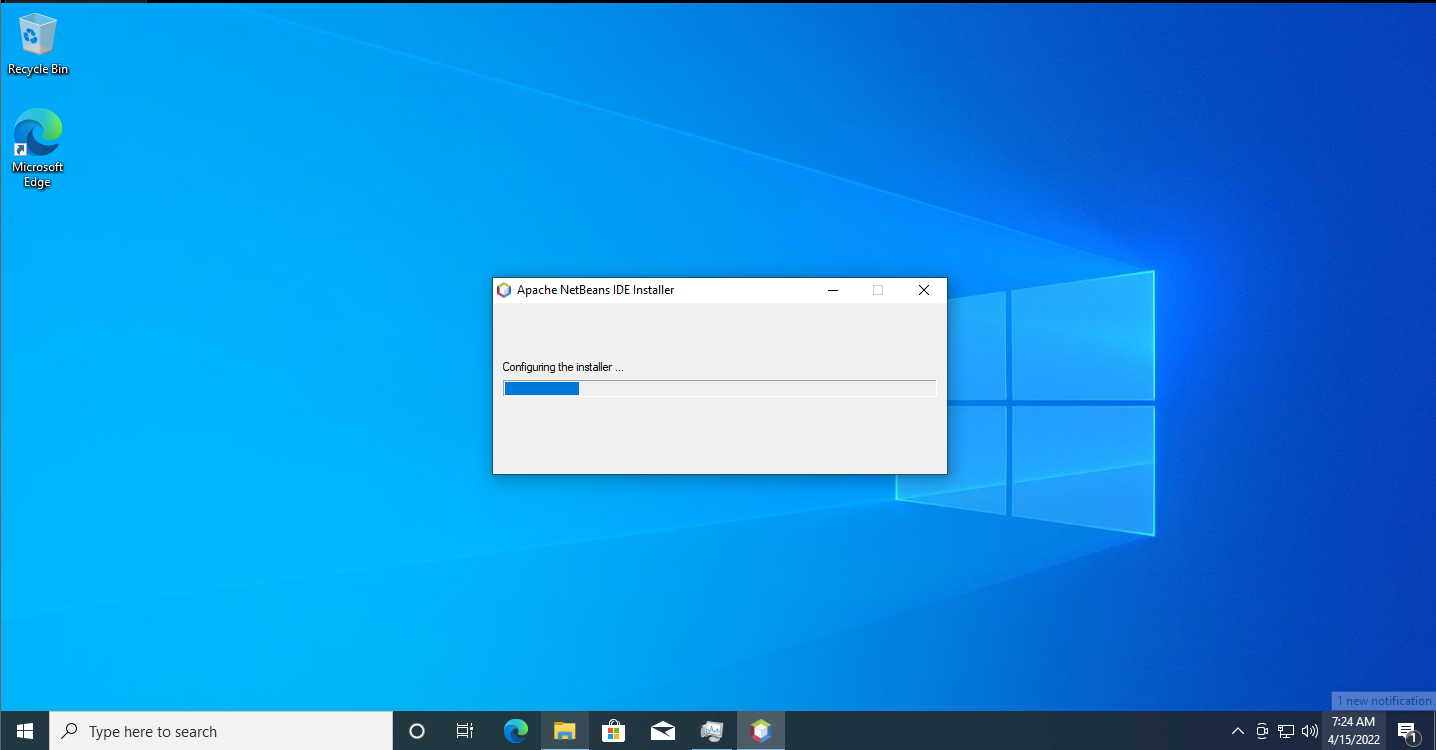 Recycle Bin
Microsoft
Edge
Apache NetBeans IDE Installer
Configuring the installer ...
1 new notification
Type here to search
7:24 AM
4/15/2022
1